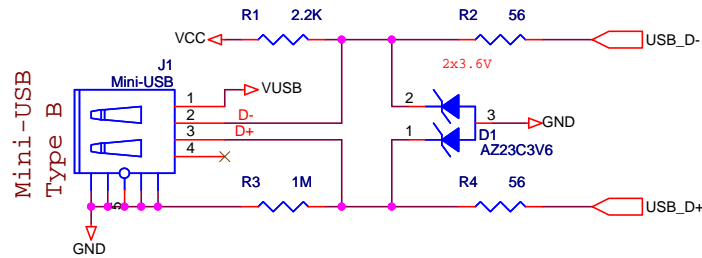 R1 2.2K
R2 56
VCC
USB_D-
2x3.6V
J1
Mini-USB
VUSB
1
2 D-
3 D+
4
5
Mini-USB
Type B
2
1
3
GND
D1
AZ23C3V6
R3 1M
R4 56
USB_D+
GND